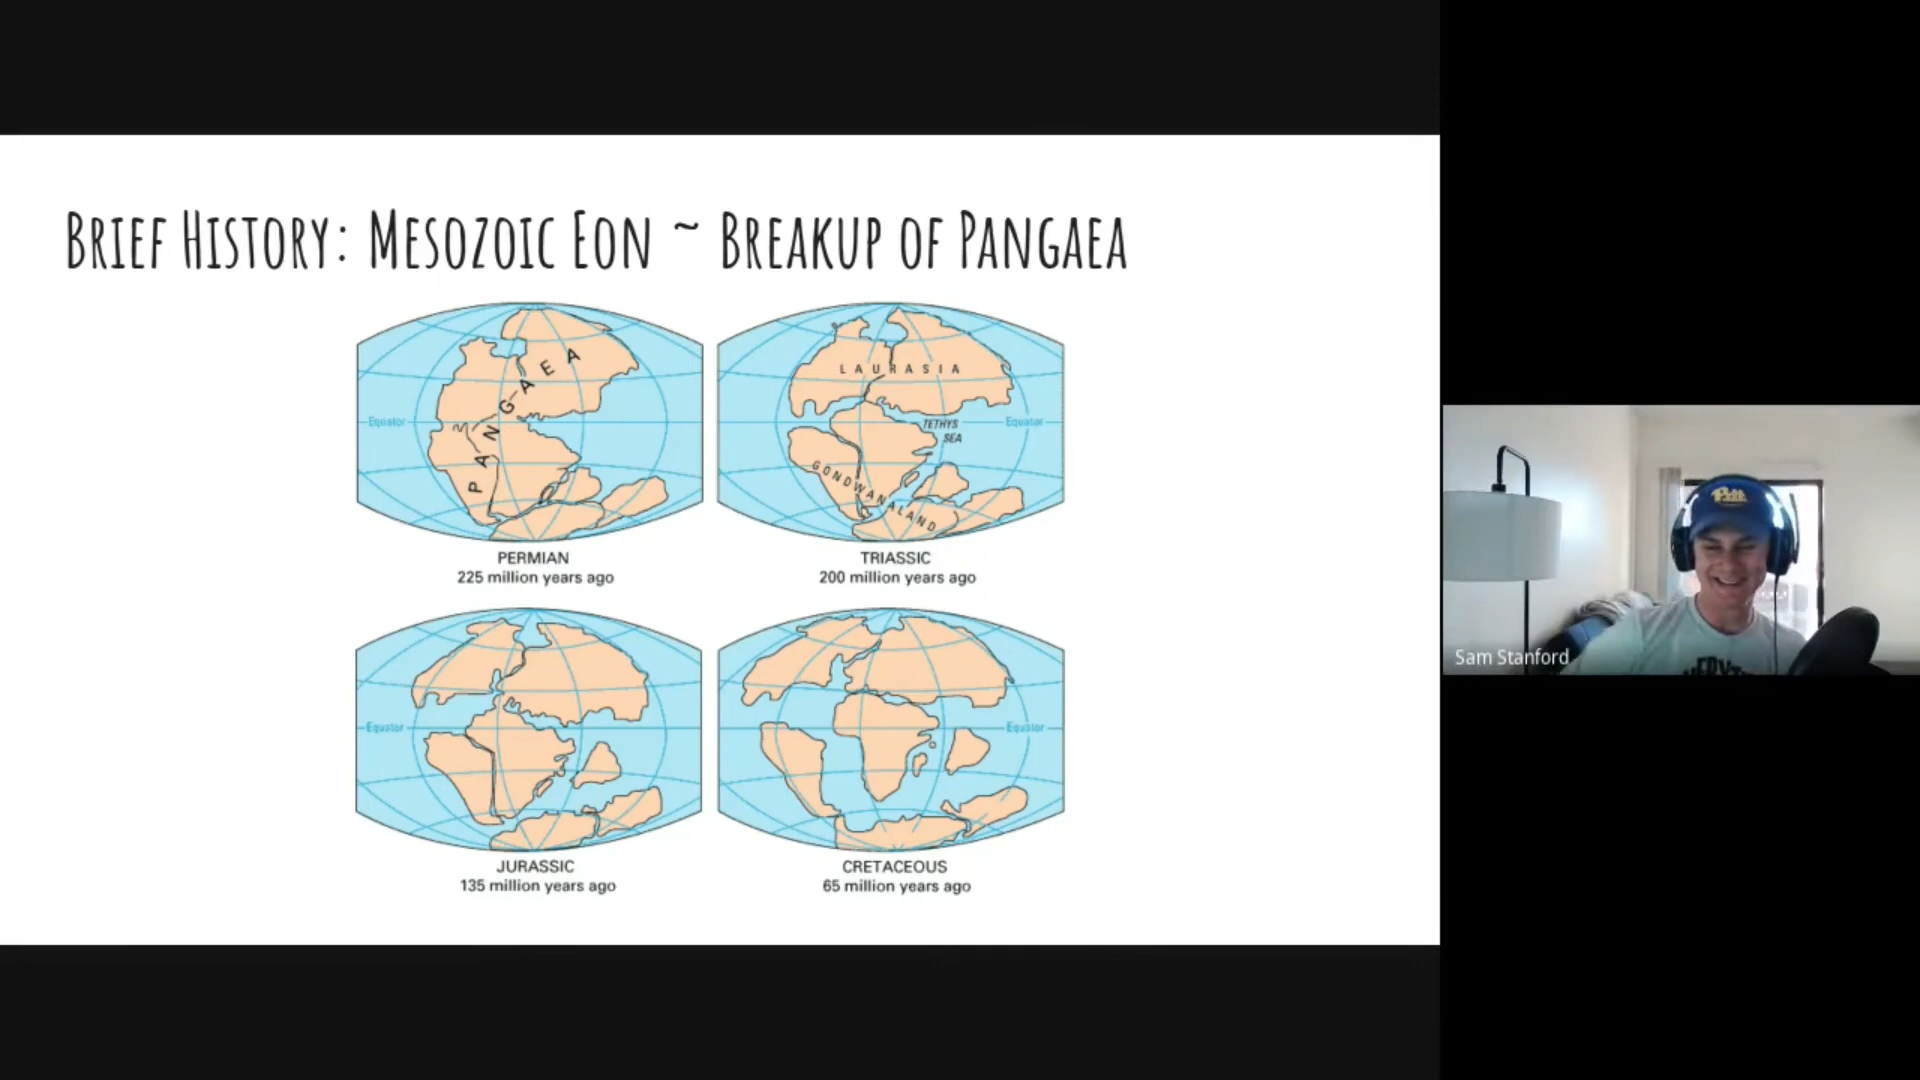 BRIEF HISTORY: MESOZOIC EON ~ BREAKUP OF PANGAEA
PANGAEA
Equator
PERMIAN
225 million years ago
LAURASIA
TETHYS
SEA
Equator
GONDWANALAND
TRIASSIC
200 million years ago
Equator
JURASSIC
135 million years ago
Equator
CRETACEOUS
65 million years ago
Pitt
Sam Stanford